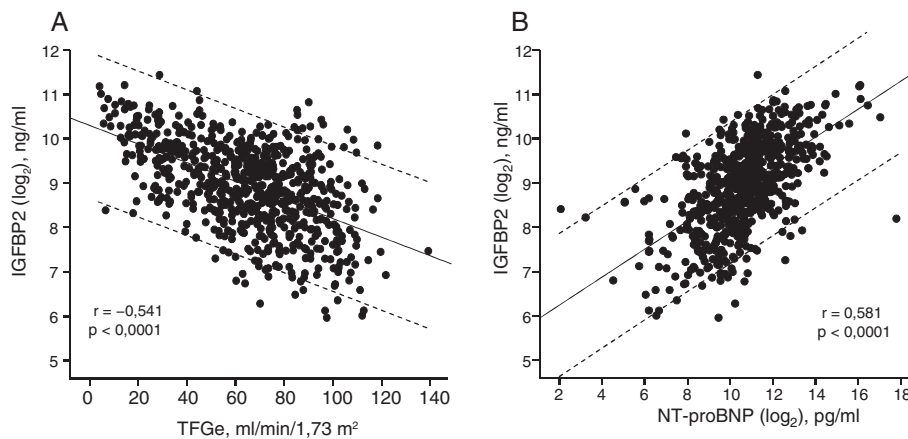 A
IGFBP2 (log₂), ng/ml
12
11
10
9
8
7
6
5
r = –0,541
p < 0,0001
0 20 40 60 80 100 120 140
TFGe, ml/min/1,73 m²
B
IGFBP2 (log₂), ng/ml
12
11
10
9
8
7
6
5
r = 0,581
p < 0,0001
2 4 6 8 10 12 14 16 18
NT-proBNP (log₂), pg/ml